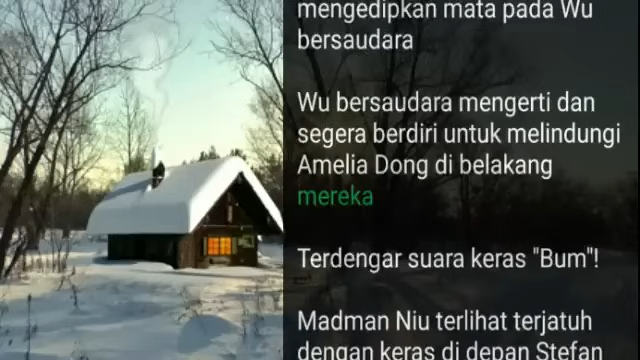 mengedipkan mata pada Wu
bersaudara
Wu bersaudara mengerti dan
segera berdiri untuk melindungi
Amelia Dong di belakang
mereka
Terdengar suara keras "Bum"!
Madman Niu terlihat terjatuh
dengan keras di depan Stefan